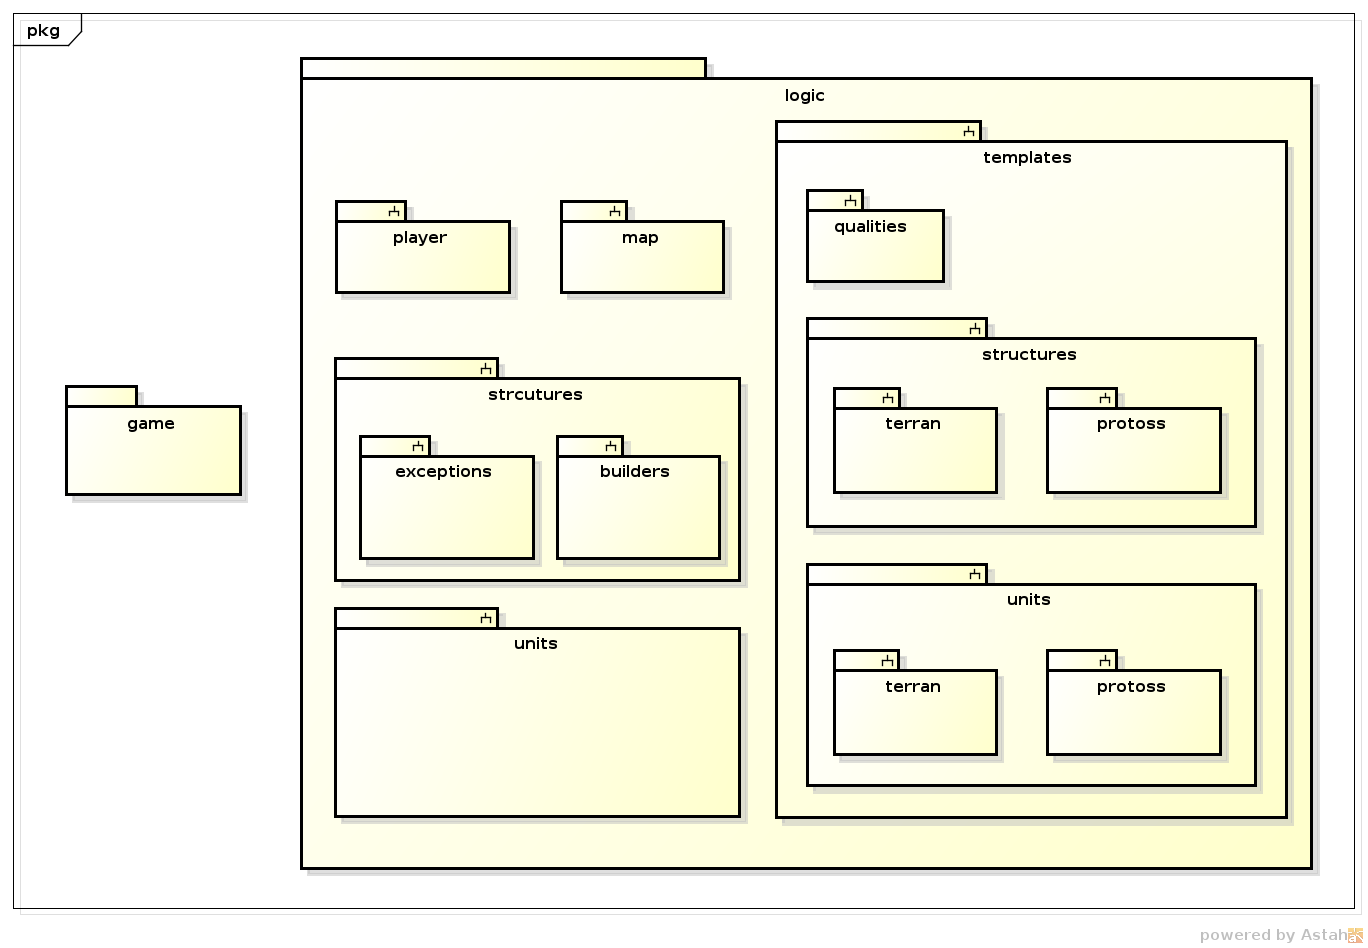 pkg
logic
templates
qualities
player
map
structures
strcutures
terran
protoss
game
exceptions
builders
units
units
terran
protoss
powered by Astah